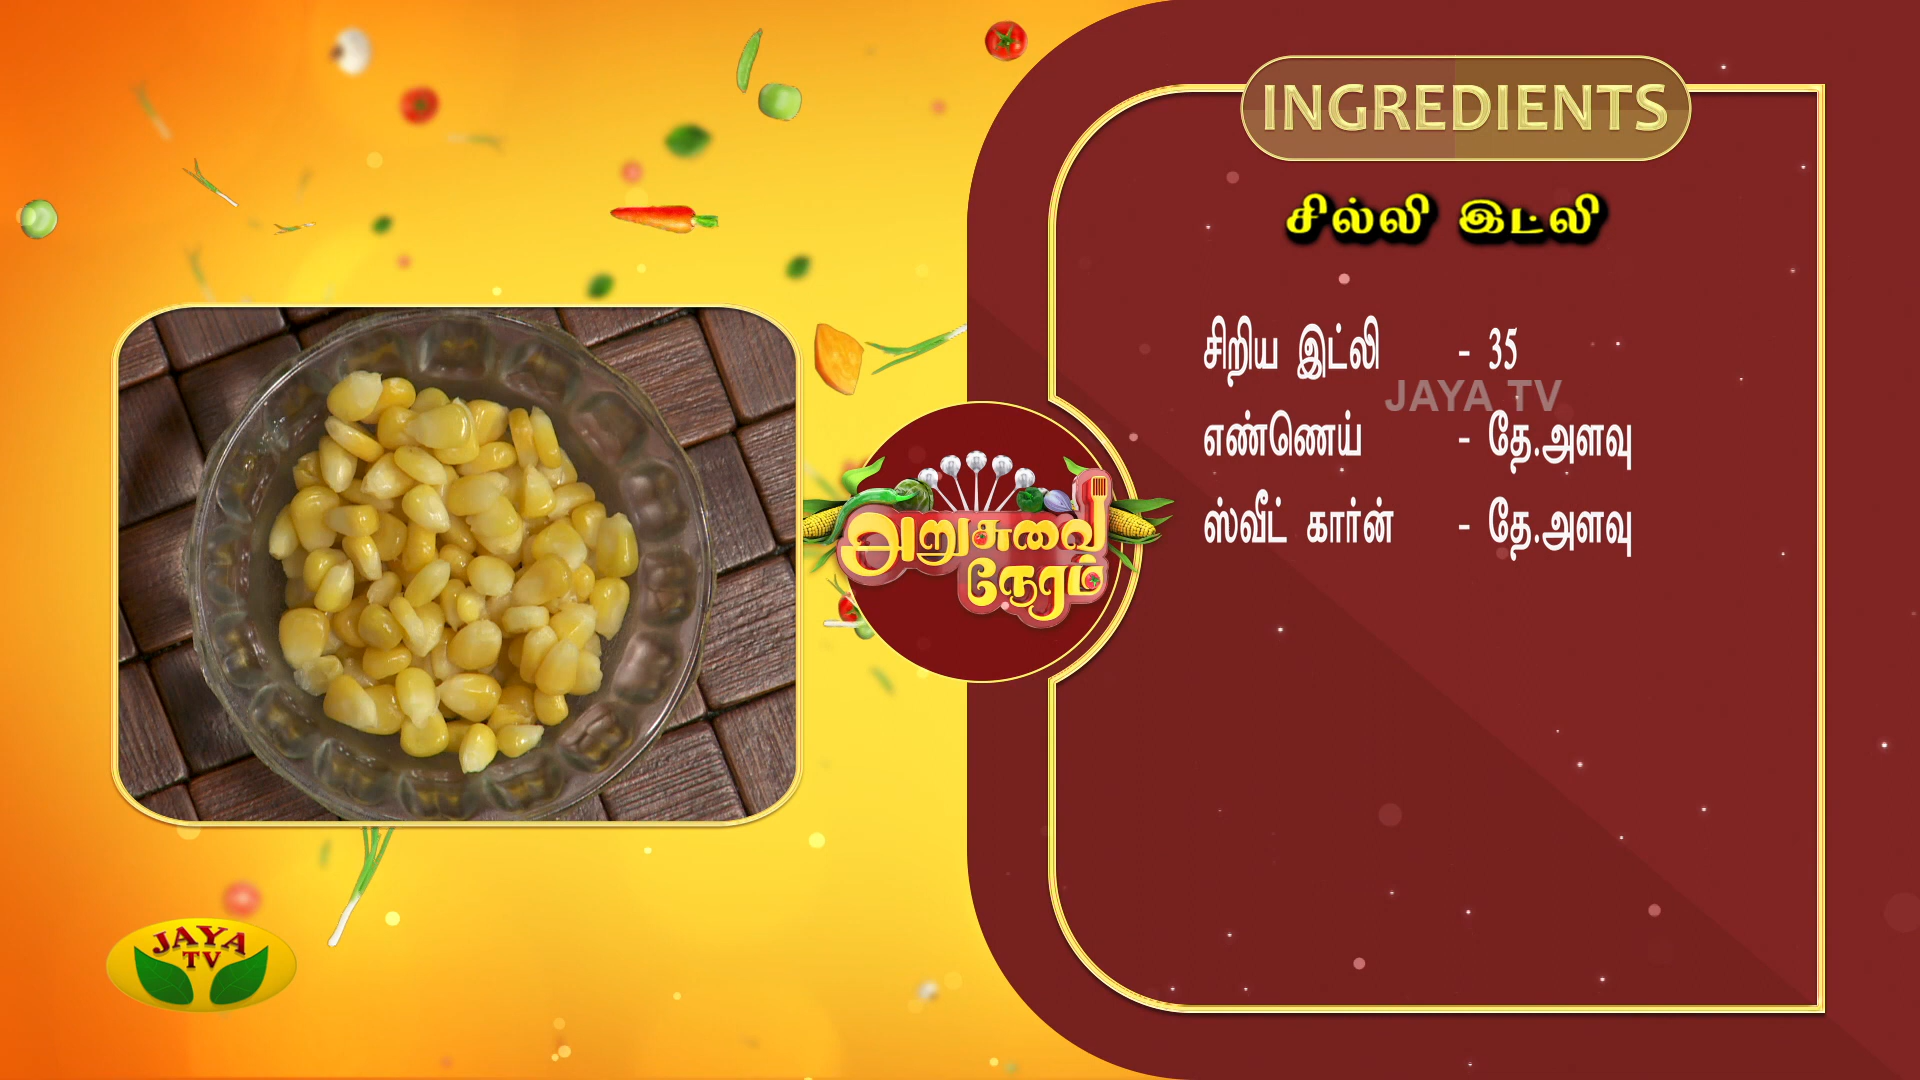 INGREDIENTS
சில்லி இட்லி
சிறிய இட்லி - 35
JAYA TV
எண்ணெய் - தே.அளவு
ஸ்வீட் கார்ன் - தே.அளவு
அறுசுவை
நேரம்
JAYA
TV